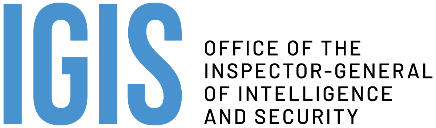 IGIS
OFFICE OF THE
INSPECTOR-GENERAL
OF INTELLIGENCE
AND SECURITY